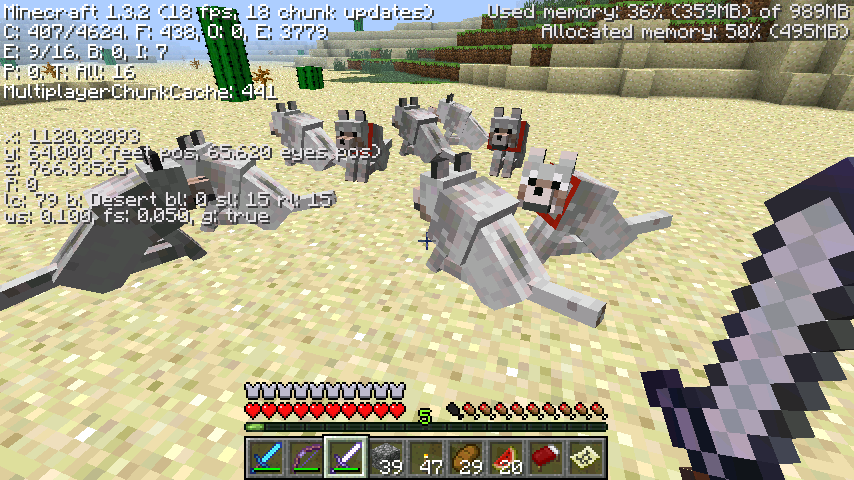 Minecraft 1.3.2 (18 fps, 18 chunk updates)
Used memory: 36% (359MB) of 989MB
C: 407/4624, F: 438, O: 0, E: 3779
Allocated memory: 50% (495MB)
E: 9/16, B: 0, I: 7
P: 0, T: All: 16
MultiplayerChunkCache: 441
x: 1120.32093
y: 64.000 (feet pos, 65.620 eyes pos)
z: 766.93565
f: 0
lc: 79 b: Desert bl: 0 sl: 15 rl: 15
ws: 0.100, fs: 0.050, g: true
5
39 47 29 20